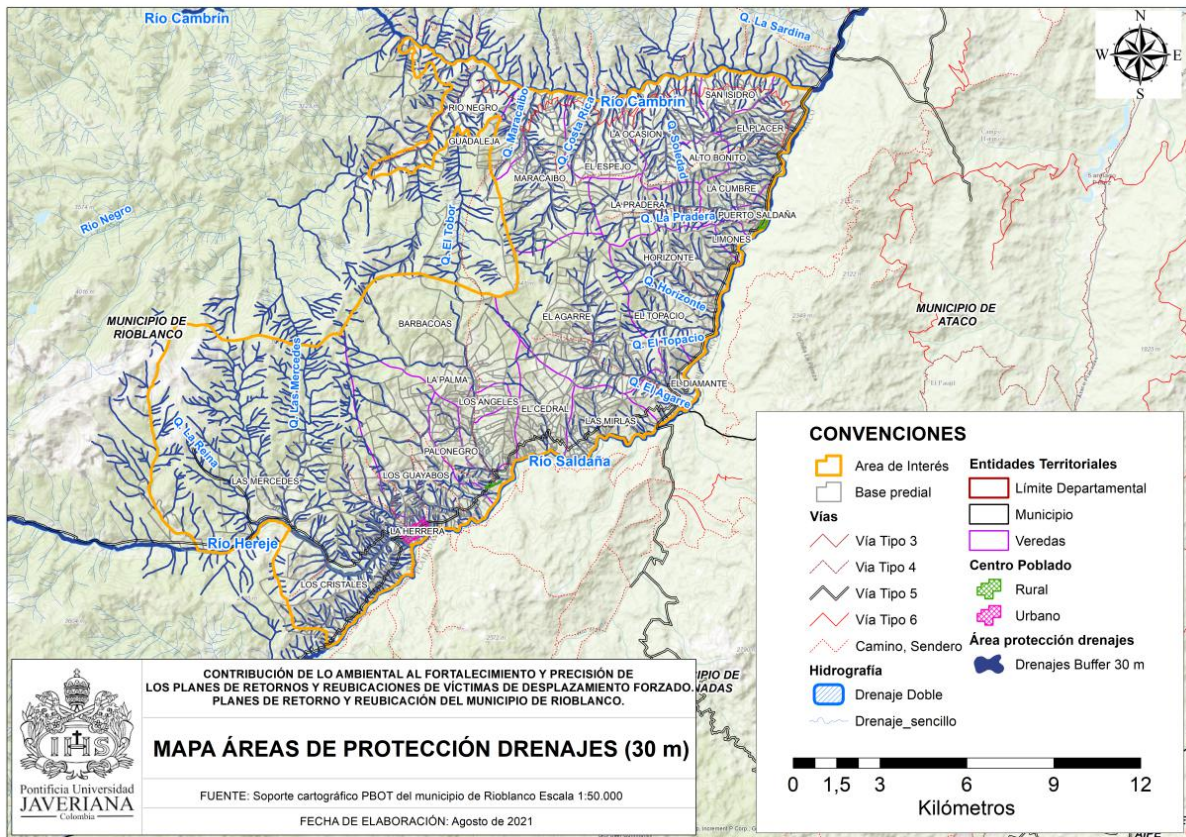 Río Cambrín
Q. La Sardina
N
W
E
S
RIO NEGRO
Río Cambrín
SAN ISIDRO
GUADALEJA
Q. Maracaibo
Q. Costa Rica
LA OCASION
Q. Soledad
EL PLACER
MARACAIBO
EL ESPEJO
ALTO BONITO
LA CUMBRE
Río Negro
Q. El Tobor
LA PRADERA
Q. La Pradera
PUERTO SALDAÑA
LIMONES
HORIZONTE
Q. Horizonte
MUNICIPIO DE
RIOBLANCO
MUNICIPIO DE
ATACO
BARBACOAS
EL AGARRE
EL TOPACIO
Q. El Topacio
Q. Las Mercedes
LA PALMA
EL DIAMANTE
Q. El Agarre
LOS ANGELES
EL CEDRAL
LAS MIRLAS
Q. La Reina
PALONEGRO
Río Saldaña
LAS MERCEDES
LOS GUAYABOS
LA HERRERA
Río Hereje
LOS CRISTALES
CONVENCIONES
Area de Interés
Base predial
Vías
Vía Tipo 3
Via Tipo 4
Vía Tipo 5
Vía Tipo 6
Camino, Sendero
Hidrografía
Drenaje Doble
Drenaje_sencillo
Entidades Territoriales
Límite Departamental
Municipio
Veredas
Centro Poblado
Rural
Urbano
Área protección drenajes
Drenajes Buffer 30 m
0 1,5 3 6 9 12
Kilómetros
IHS
Pontificia Universidad
JAVERIANA
Colombia
CONTRIBUCIÓN DE LO AMBIENTAL AL FORTALECIMIENTO Y PRECISIÓN DE
LOS PLANES DE RETORNOS Y REUBICACIONES DE VÍCTIMAS DE DESPLAZAMIENTO FORZADO.
PLANES DE RETORNO Y REUBICACIÓN DEL MUNICIPIO DE RIOBLANCO.
MAPA ÁREAS DE PROTECCIÓN DRENAJES (30 m)
FUENTE: Soporte cartográfico PBOT del municipio de Rioblanco Escala 1:50.000
FECHA DE ELABORACIÓN: Agosto de 2021